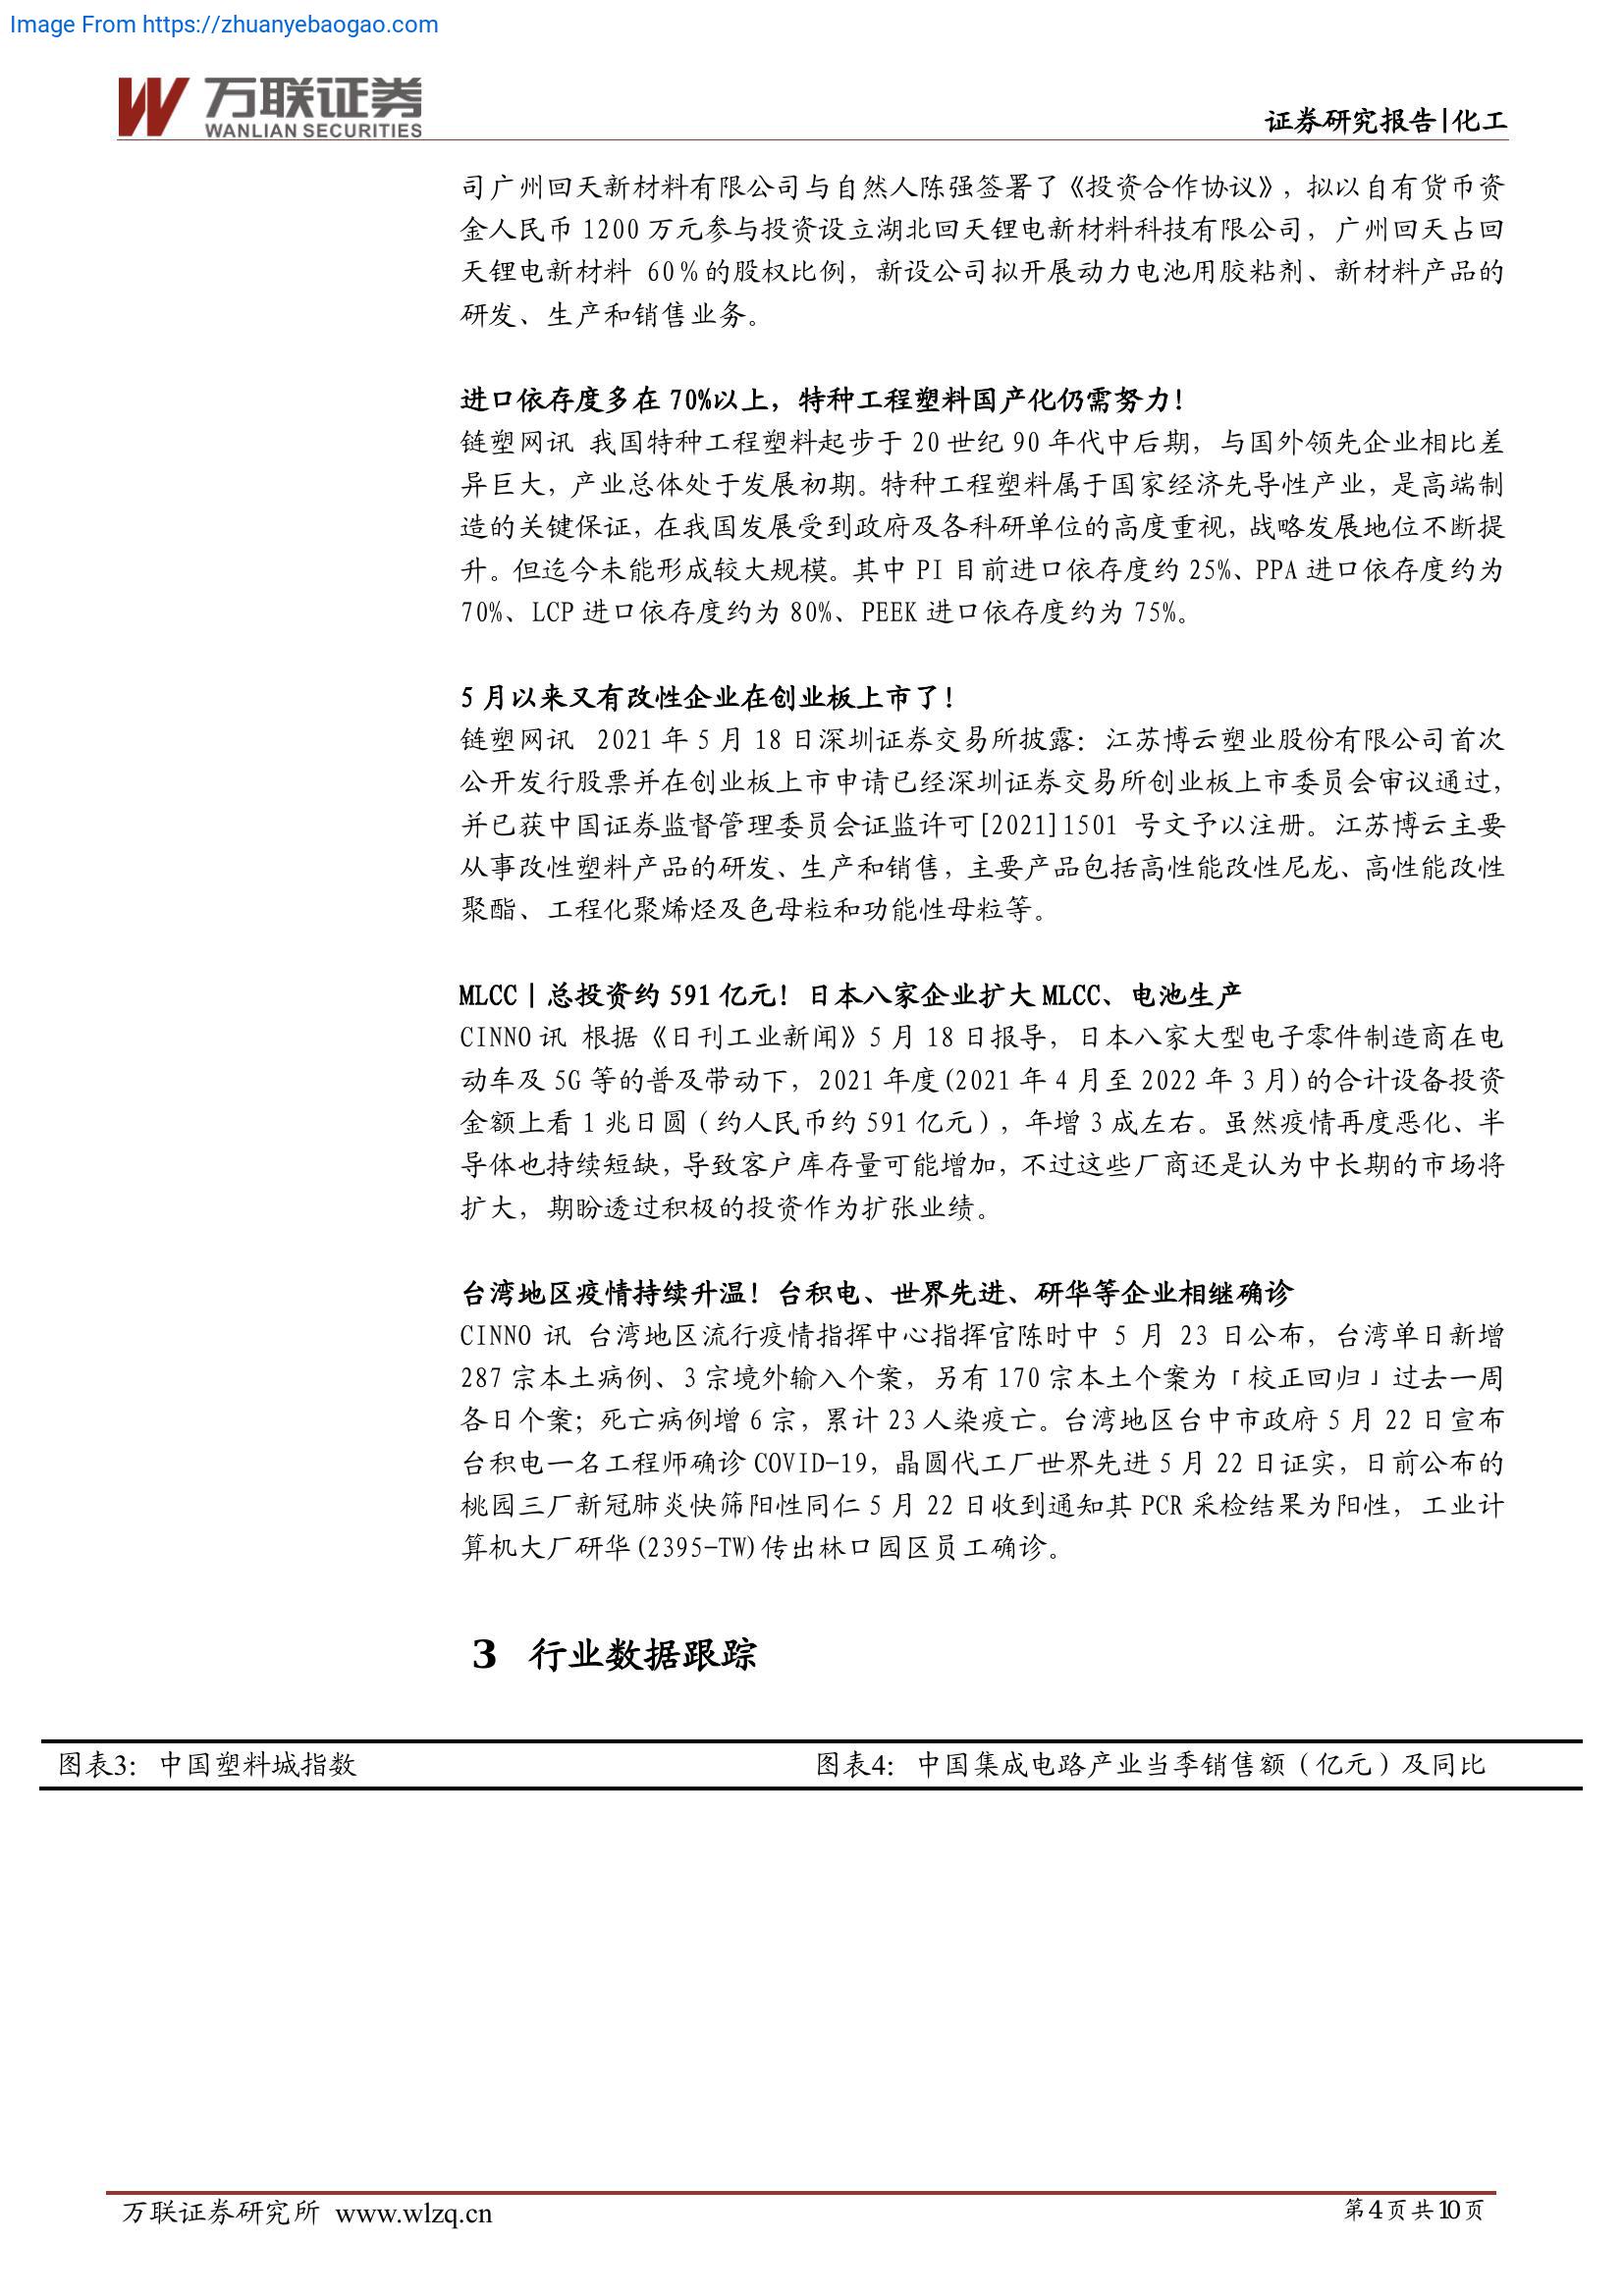 Image From https://zhuanyebaogao.com
万联证券
WANLIAN SECURITIES
证券研究报告|化工
司广州回天新材料有限公司与自然人陈强签署了《投资合作协议》，拟以自有货币资
金人民币 1200 万元参与投资设立湖北回天锂电新材料科技有限公司，广州回天占回
天锂电新材料 60%的股权比例，新设公司拟开展动力电池用胶粘剂、新材料产品的
研发、生产和销售业务。
进口依存度多在 70%以上，特种工程塑料国产化仍需努力！
链塑网讯 我国特种工程塑料起步于 20 世纪 90 年代中后期，与国外领先企业相比差
异巨大，产业总体处于发展初期。特种工程塑料属于国家经济先导性产业，是高端制
造的关键保证，在我国发展受到政府及各科研单位的高度重视，战略发展地位不断提
升。但迄今未能形成较大规模。其中 PI 目前进口依存度约 25%、PPA 进口依存度约为
70%、LCP 进口依存度约为 80%、PEEK 进口依存度约为 75%。
5 月以来又有改性企业在创业板上市了！
链塑网讯 2021 年 5 月 18 日深圳证券交易所披露：江苏博云塑业股份有限公司首次
公开发行股票并在创业板上市申请已经深圳证券交易所创业板上市委员会审议通过，
并已获中国证券监督管理委员会证监许可[2021]1501 号文予以注册。江苏博云主要
从事改性塑料产品的研发、生产和销售，主要产品包括高性能改性尼龙、高性能改性
聚酯、工程化聚烯烃及色母粒和功能性母粒等。
MLCC｜总投资约 591 亿元！日本八家企业扩大 MLCC、电池生产
CINNO 讯 根据《日刊工业新闻》5 月 18 日报导，日本八家大型电子零件制造商在电
动车及 5G 等的普及带动下，2021 年度(2021 年 4 月至 2022 年 3 月)的合计设备投资
金额上看 1 兆日圆（约人民币约 591 亿元），年增 3 成左右。虽然疫情再度恶化、半
导体也持续短缺，导致客户库存量可能增加，不过这些厂商还是认为中长期的市场将
扩大，期盼透过积极的投资作为扩张业绩。
台湾地区疫情持续升温！台积电、世界先进、研华等企业相继确诊
CINNO 讯 台湾地区流行疫情指挥中心指挥官陈时中 5 月 23 日公布，台湾单日新增
287 宗本土病例、3 宗境外输入个案，另有 170 宗本土个案为「校正回归」过去一周
各日个案；死亡病例增 6 宗，累计 23 人染疫亡。台湾地区台中市政府 5 月 22 日宣布
台积电一名工程师确诊 COVID-19，晶圆代工厂世界先进 5 月 22 日证实，日前公布的
桃园三厂新冠肺炎快筛阳性同仁 5 月 22 日收到通知其 PCR 采检结果为阳性，工业计
算机大厂研华(2395-TW)传出林口园区员工确诊。
3 行业数据跟踪
图表3：中国塑料城指数
图表4：中国集成电路产业当季销售额（亿元）及同比
万联证券研究所 www.wlzq.cn
第4页共10页